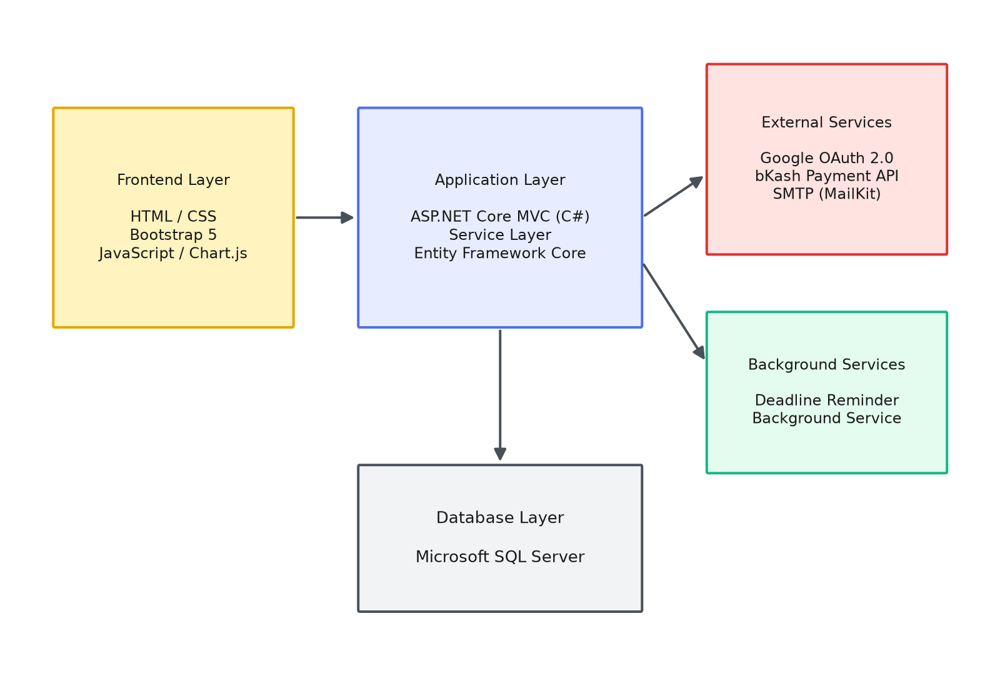 Frontend Layer
HTML / CSS
Bootstrap 5
JavaScript / Chart.js
Application Layer
ASP.NET Core MVC (C#)
Service Layer
Entity Framework Core
External Services
Google OAuth 2.0
bKash Payment API
SMTP (MailKit)
Background Services
Deadline Reminder
Background Service
Database Layer
Microsoft SQL Server